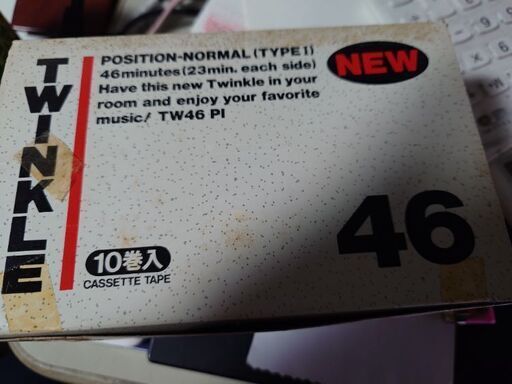 TWINKLE
POSITION-NORMAL (TYPE I)
46minutes(23min. each side)
Have this new Twinkle in your
room and enjoy your favorite
music! TW46 PI
NEW
10巻入
CASSETTE TAPE
46